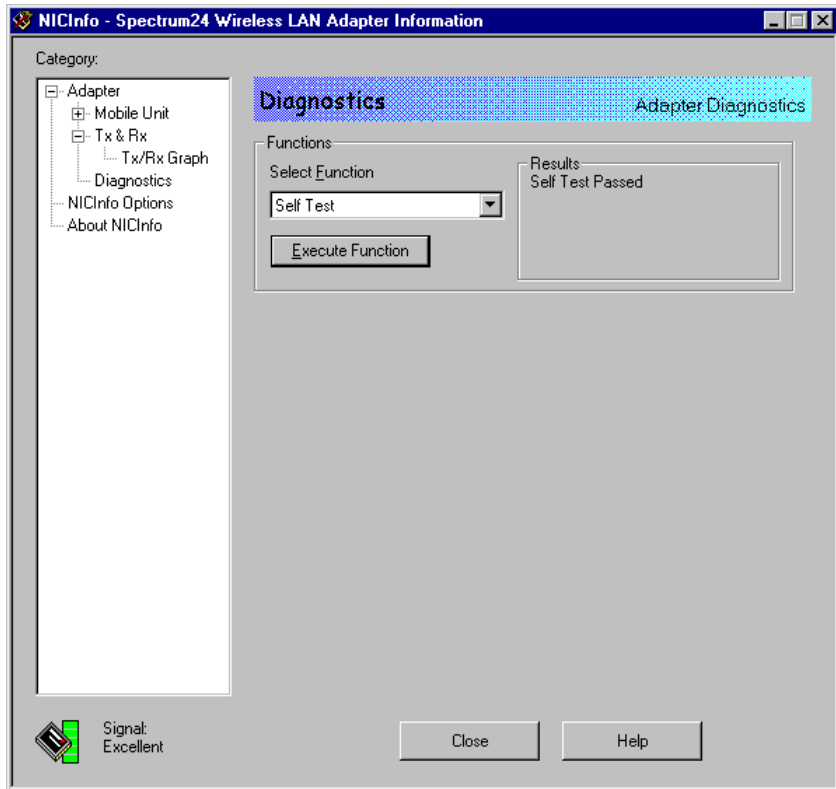 NICInfo - Spectrum24 Wireless LAN Adapter Information
Category:
Adapter
Mobile Unit
Tx & Rx
Tx/Rx Graph
Diagnostics
NICInfo Options
About NICInfo
Diagnostics
Adapter Diagnostics
Functions
Select Function
Self Test
Execute Function
Results
Self Test Passed
Signal:
Excellent
Close
Help